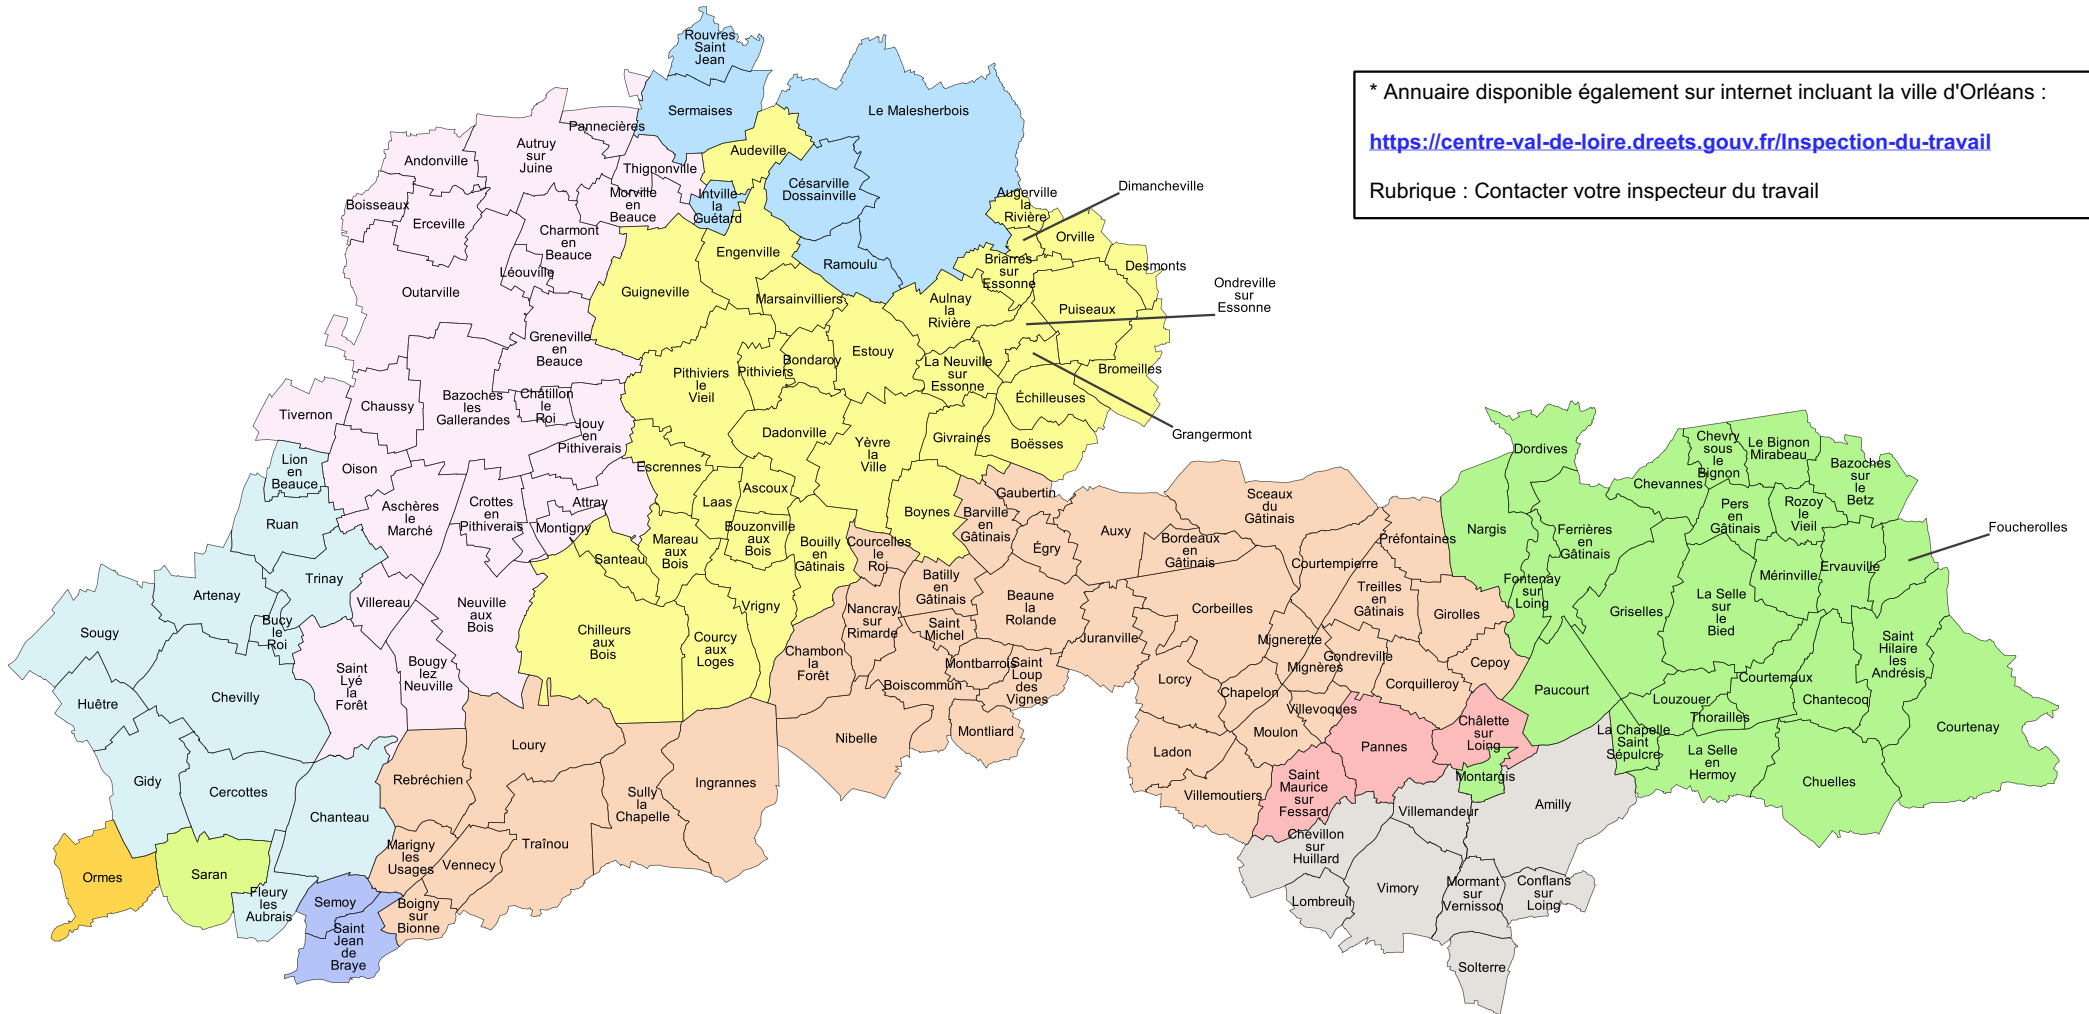 * Annuaire disponible également sur internet incluant la ville d'Orléans :
https://centre-val-de-loire.dreets.gouv.fr/Inspection-du-travail
Rubrique : Contacter votre inspecteur du travail
Rouvres
Saint
Jean
Sermaises
Le Malesherbois
Pannecières
Autruy
sur
Juine
Andonville
Audeville
Thignonville
Césarville
Dossainville
Morville
en
Beauce
Intville
la
Guétard
Boisseaux
Erceville
Augerville
la
Rivière
Dimancheville
Charmont
en
Beauce
Engenville
Orville
Ramoulu
Briarres
sur
Essonne
Desmonts
Léouville
Outarville
Guigneville
Marsainvilliers
Aulnay
la
Rivière
Puiseaux
Ondreville
sur
Essonne
Greneville
en
Beauce
Estouy
Bondaroy
Pithiviers
Pithiviers
le
Vieil
La Neuville
sur
Essonne
Bromeilles
Échilleuses
Grangermont
Tivernon
Chaussy
Bazoches
les
Gallerandes
Châtillon
le
Roi
Jouy
en
Pithiverais
Dadonville
Yèvre
la
Ville
Givraines
Boësses
Lion
en
Beauce
Oison
Escrennes
Ascoux
Laas
Aschères
le
Marché
Crottes
en
Pithiverais
Attray
Montigny
Ruan
Boynes
Gaubertin
Barville
en
Gâtinais
Bouzonville
aux
Bois
Mareau
aux
Bois
Santeau
Bouilly
en
Gâtinais
Courcelles
le
Roi
Égry
Auxy
Sceaux
du
Gâtinais
Bordeaux
en
Gâtinais
Courtempierre
Préfontaines
Nargis
Dordives
Chevry
sous
le
Bignon
Le Bignon
Mirabeau
Bazoches
sur
le
Betz
Chevannes
Pers
en
Gâtinais
Rozoy
le
Vieil
Ferrières
en
Gâtinais
Foucherolles
Ervauville
Mérinville
Fontenay
sur
Loing
Griselles
La Selle
sur
le
Bied
Trinay
Artenay
Sougy
Bucy
le
Roi
Villereau
Neuville
aux
Bois
Vrigny
Batilly
en
Gâtinais
Nancray
sur
Rimarde
Saint
Michel
Beaune
la
Rolande
Juranville
Corbeilles
Treilles
en
Gâtinais
Girolles
Mignerette
Mignères
Gondreville
Cepoy
Corquilleroy
Chilleurs
aux
Bois
Courcy
aux
Loges
Chambon
la
Forêt
Montbarrois
Saint
Loup
des
Vignes
Boiscommun
Lorcy
Chapelon
Villevoques
Moulon
Paucourt
Louzouer
Thorailles
Courtemaux
Chantecoq
Saint
Hilaire
les
Andrésis
Courtenay
Huêtre
Chevilly
Saint
Lyé
la
Forêt
Bougy
lez
Neuville
Loury
Nibelle
Montliard
Ladon
Pannes
Châlette
sur
Loing
La Chapelle
Saint
Sépulcre
La Selle
en
Hermoy
Chuelles
Gidy
Cercottes
Rebréchien
Ingrannes
Sully
la
Chapelle
Villemoutiers
Saint
Maurice
sur
Fessard
Montargis
Amilly
Villemandeur
Chanteau
Marigny
les
Usages
Vennecy
Traînou
Chevillon
sur
Huillard
Ormes
Saran
Fleury
les
Aubrais
Semoy
Boigny
sur
Bionne
Saint
Jean
de
Braye
Lombreuil
Vimory
Mormant
sur
Vernisson
Conflans
sur
Loing
Solterre